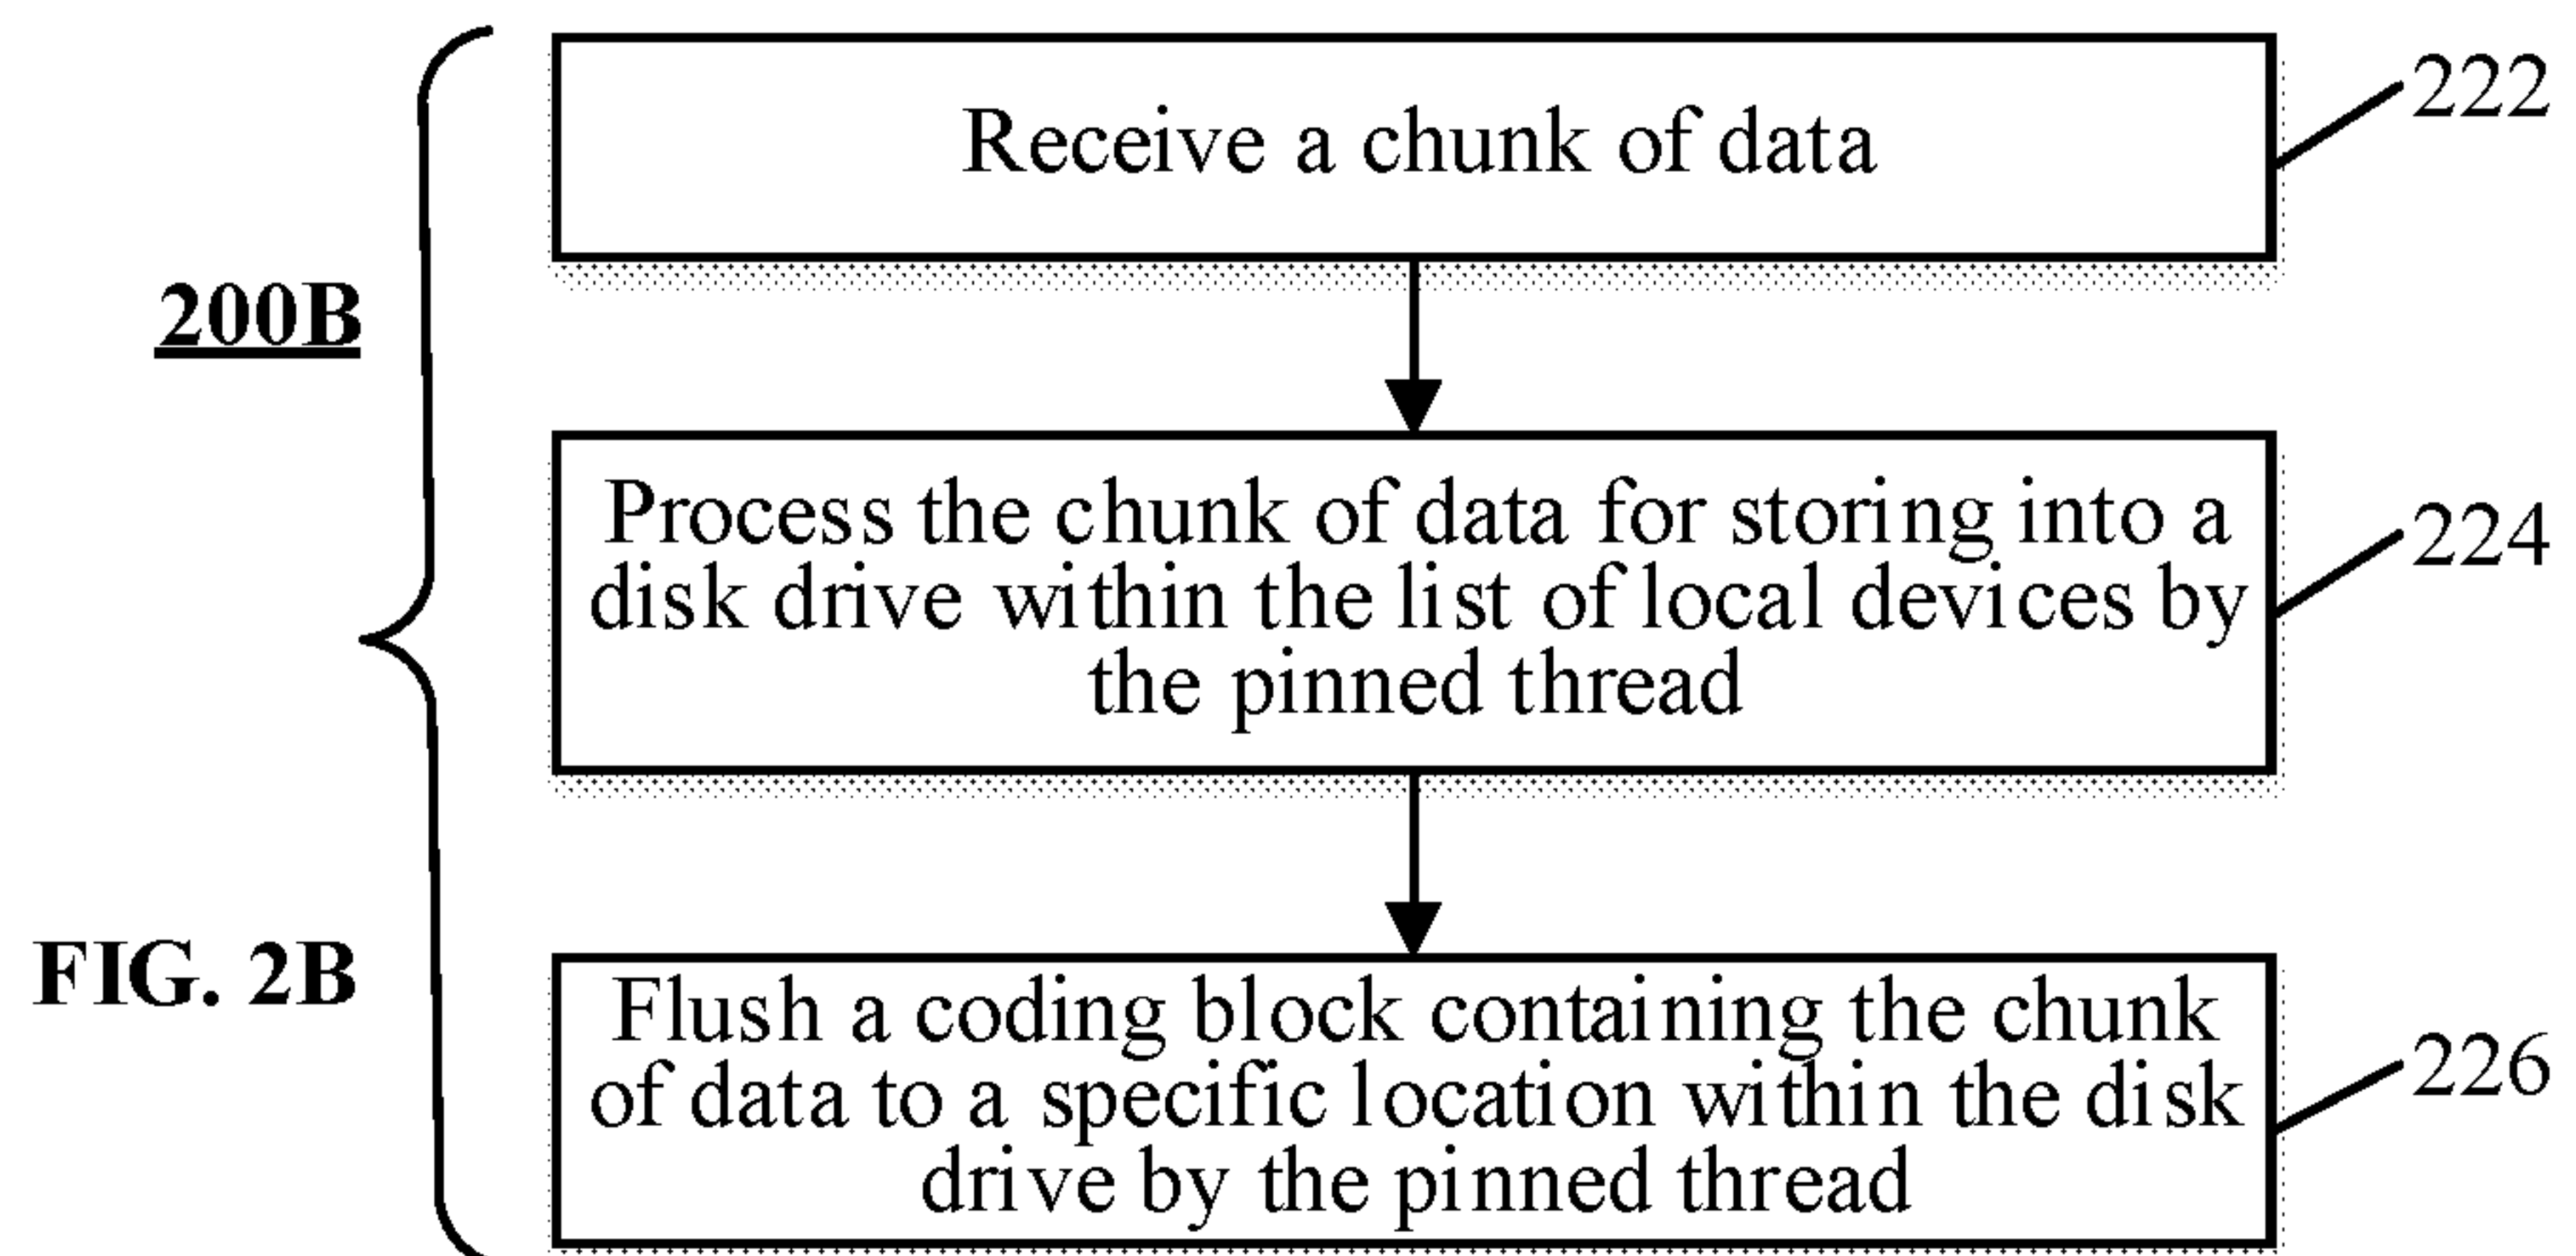 Receive a chunk of data
222
200B
Process the chunk of data for storing into a
disk drive within the list of local devices by
the pinned thread
224
FIG. 2B
Flush a coding block containing the chunk
of data to a specific location within the disk
drive by the pinned thread
226